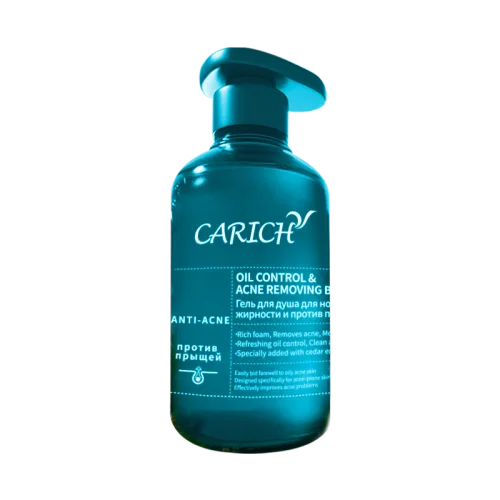 CARICH
OIL CONTROL &
ACNE REMOVING B
Гель для душа для но
жирности и против п
ANTI-ACNE
против
прыщей
•Rich foam, Removes acne, Mo
•Refreshing oil control, Clean
•Specially added with cedar e
Easily bid farewell to oily acne skin
Designed specifically for acne-prone skin
Effectively improves acne problems